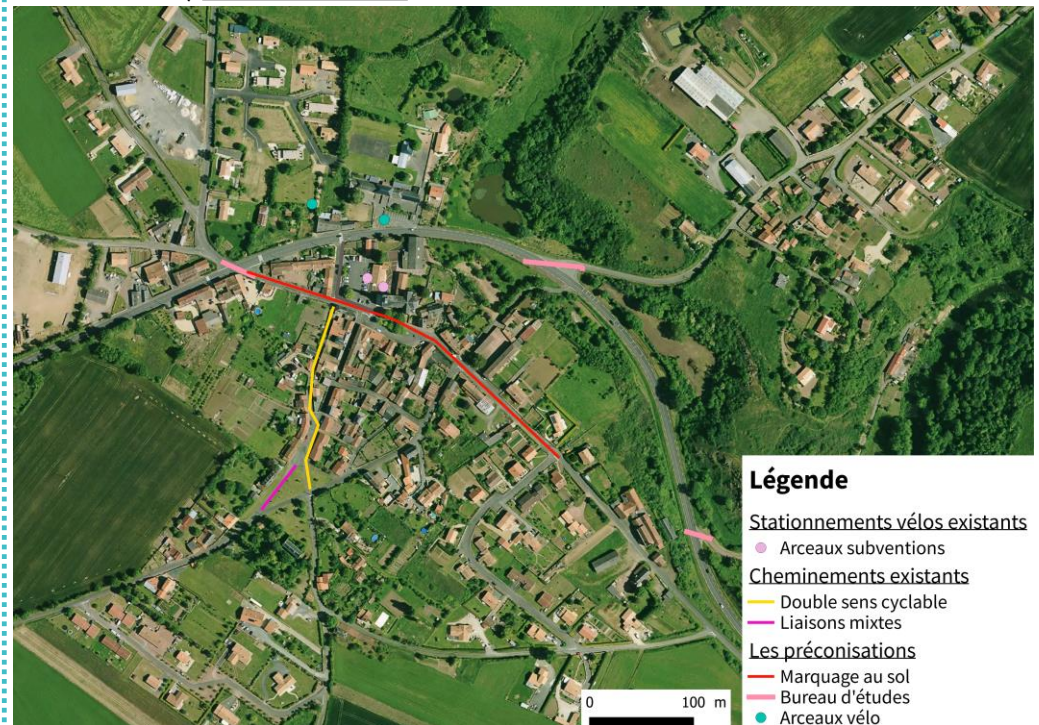 Légende
Stationnements vélos existants
Arceaux subventions
Cheminements existants
Double sens cyclable
Liaisons mixtes
Les préconisations
Marquage au sol
Bureau d'études
Arceaux vélo
0 100 m